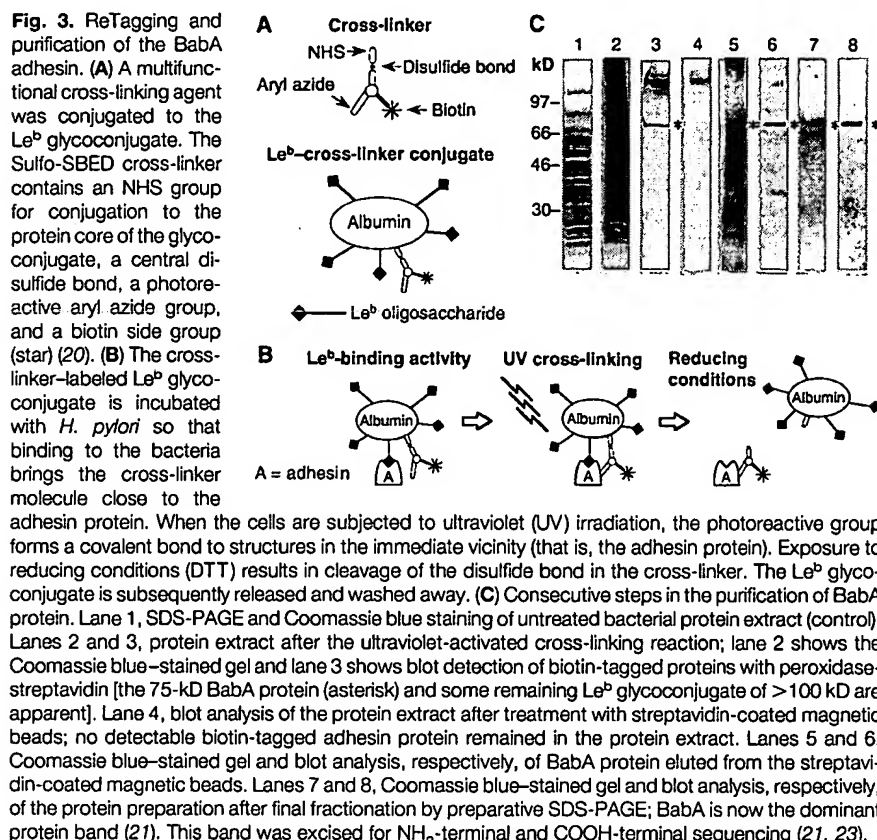 Fig. 3. ReTagging and
purification of the BabA
adhesin. (A) A multifunc-
tional cross-linking agent
was conjugated to the
Leᵇ glycoconjugate. The
Sulfo-SBED cross-linker
contains an NHS group
for conjugation to the
protein core of the glyco-
conjugate, a central di-
sulfide bond, a photore-
active aryl azide group,
and a biotin side group
(star) (20). (B) The cross-
linker–labeled Leᵇ glyco-
conjugate is incubated
with H. pylori so that
binding to the bacteria
brings the cross-linker
molecule close to the
adhesin protein. When the cells are subjected to ultraviolet (UV) irradiation, the photoreactive group
forms a covalent bond to structures in the immediate vicinity (that is, the adhesin protein). Exposure to
reducing conditions (DTT) results in cleavage of the disulfide bond in the cross-linker. The Leᵇ glyco-
conjugate is subsequently released and washed away. (C) Consecutive steps in the purification of BabA
protein. Lane 1, SDS-PAGE and Coomassie blue staining of untreated bacterial protein extract (control)
Lanes 2 and 3, protein extract after the ultraviolet-activated cross-linking reaction; lane 2 shows the
Coomassie blue–stained gel and lane 3 shows blot detection of biotin-tagged proteins with peroxidase-
streptavidin [the 75-kD BabA protein (asterisk) and some remaining Leᵇ glycoconjugate of >100 kD are
apparent]. Lane 4, blot analysis of the protein extract after treatment with streptavidin-coated magnetic
beads; no detectable biotin-tagged adhesin protein remained in the protein extract. Lanes 5 and 6
Coomassie blue–stained gel and blot analysis, respectively, of BabA protein eluted from the streptavi-
din-coated magnetic beads. Lanes 7 and 8, Coomassie blue–stained gel and blot analysis, respectively,
of the protein preparation after final fractionation by preparative SDS-PAGE; BabA is now the dominant
protein band (21). This band was excised for NH₂-terminal and COOH-terminal sequencing (21, 23).
A
Cross-linker
NHS
Disulfide bond
Aryl azide
Biotin
Leᵇ–cross-linker conjugate
Albumin
Leᵇ oligosaccharide
C
1 2 3 4 5 6 7 8
kD
97-
66-
46-
30-
* * * *
B
Leᵇ-binding activity
UV cross-linking
Reducing
conditions
Albumin
Albumin
Albumin
A = adhesin
A
A
A